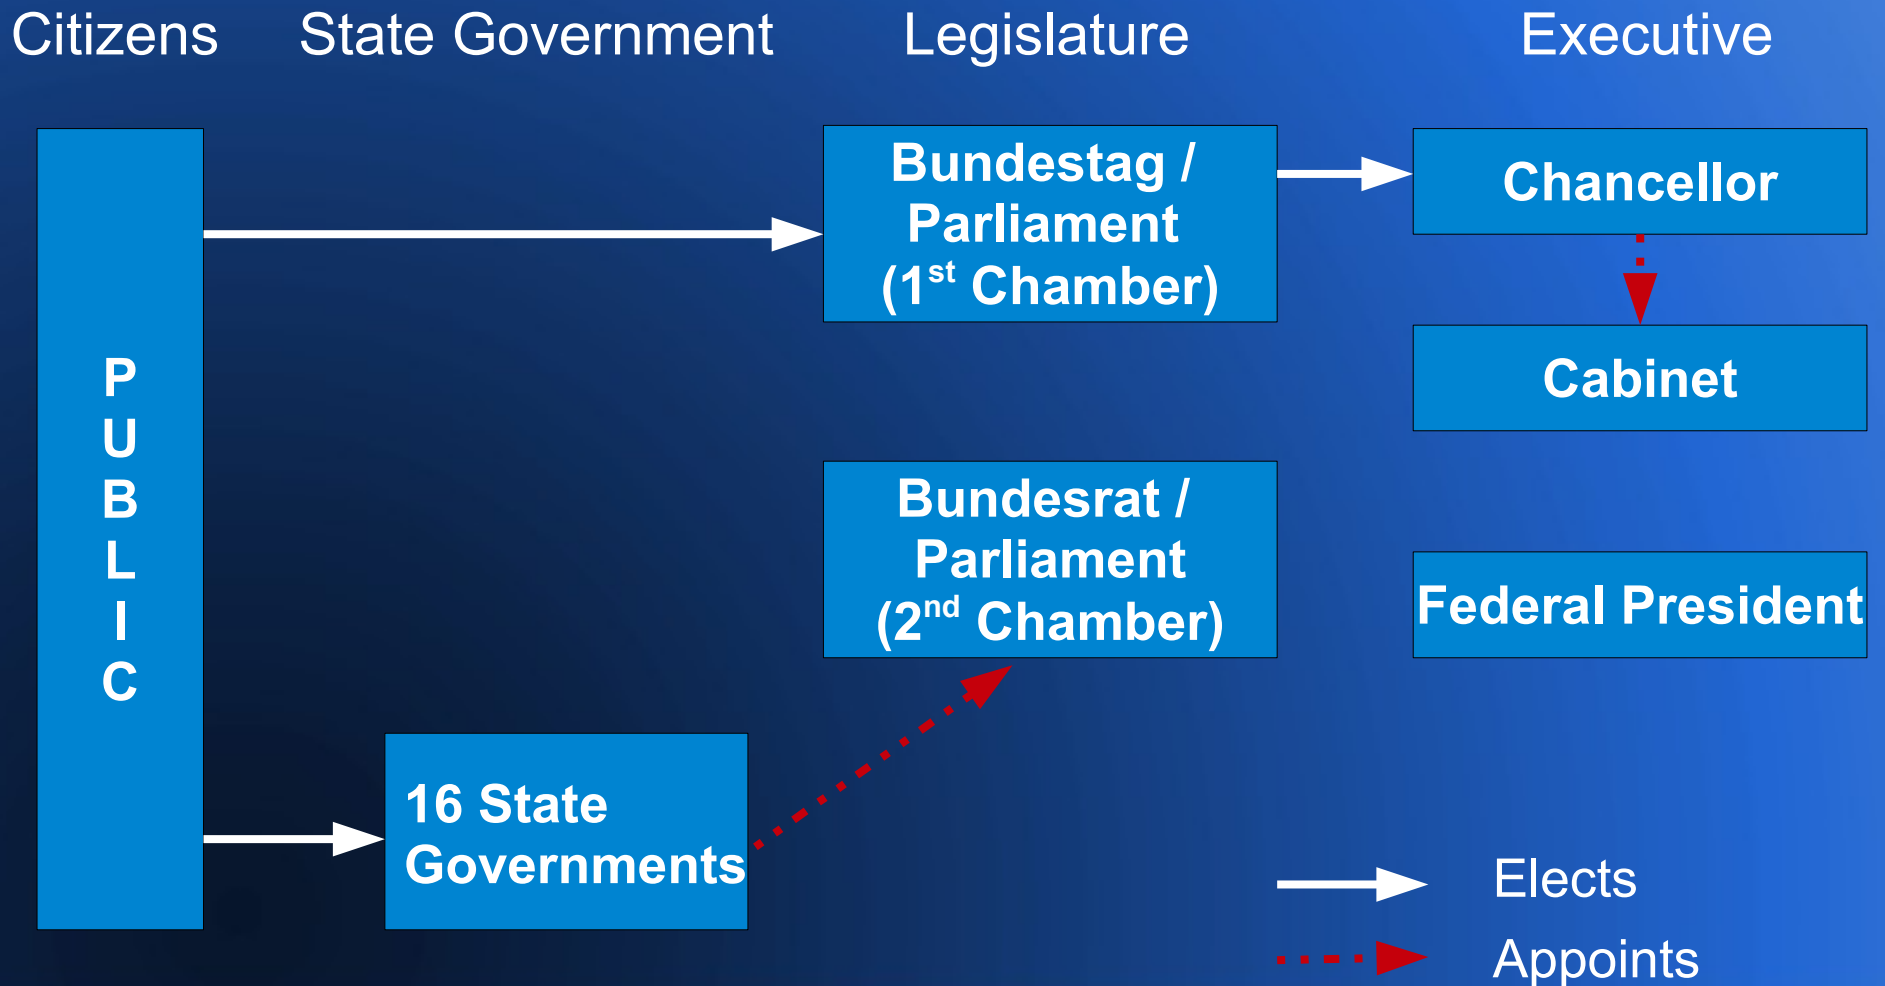 Citizens State Government Legislature Executive
P
U
B
L
I
C
Bundestag /
Parliament
(1st Chamber)
Chancellor
Cabinet
Bundesrat /
Parliament
(2nd Chamber)
Federal President
16 State
Governments
Elects
Appoints